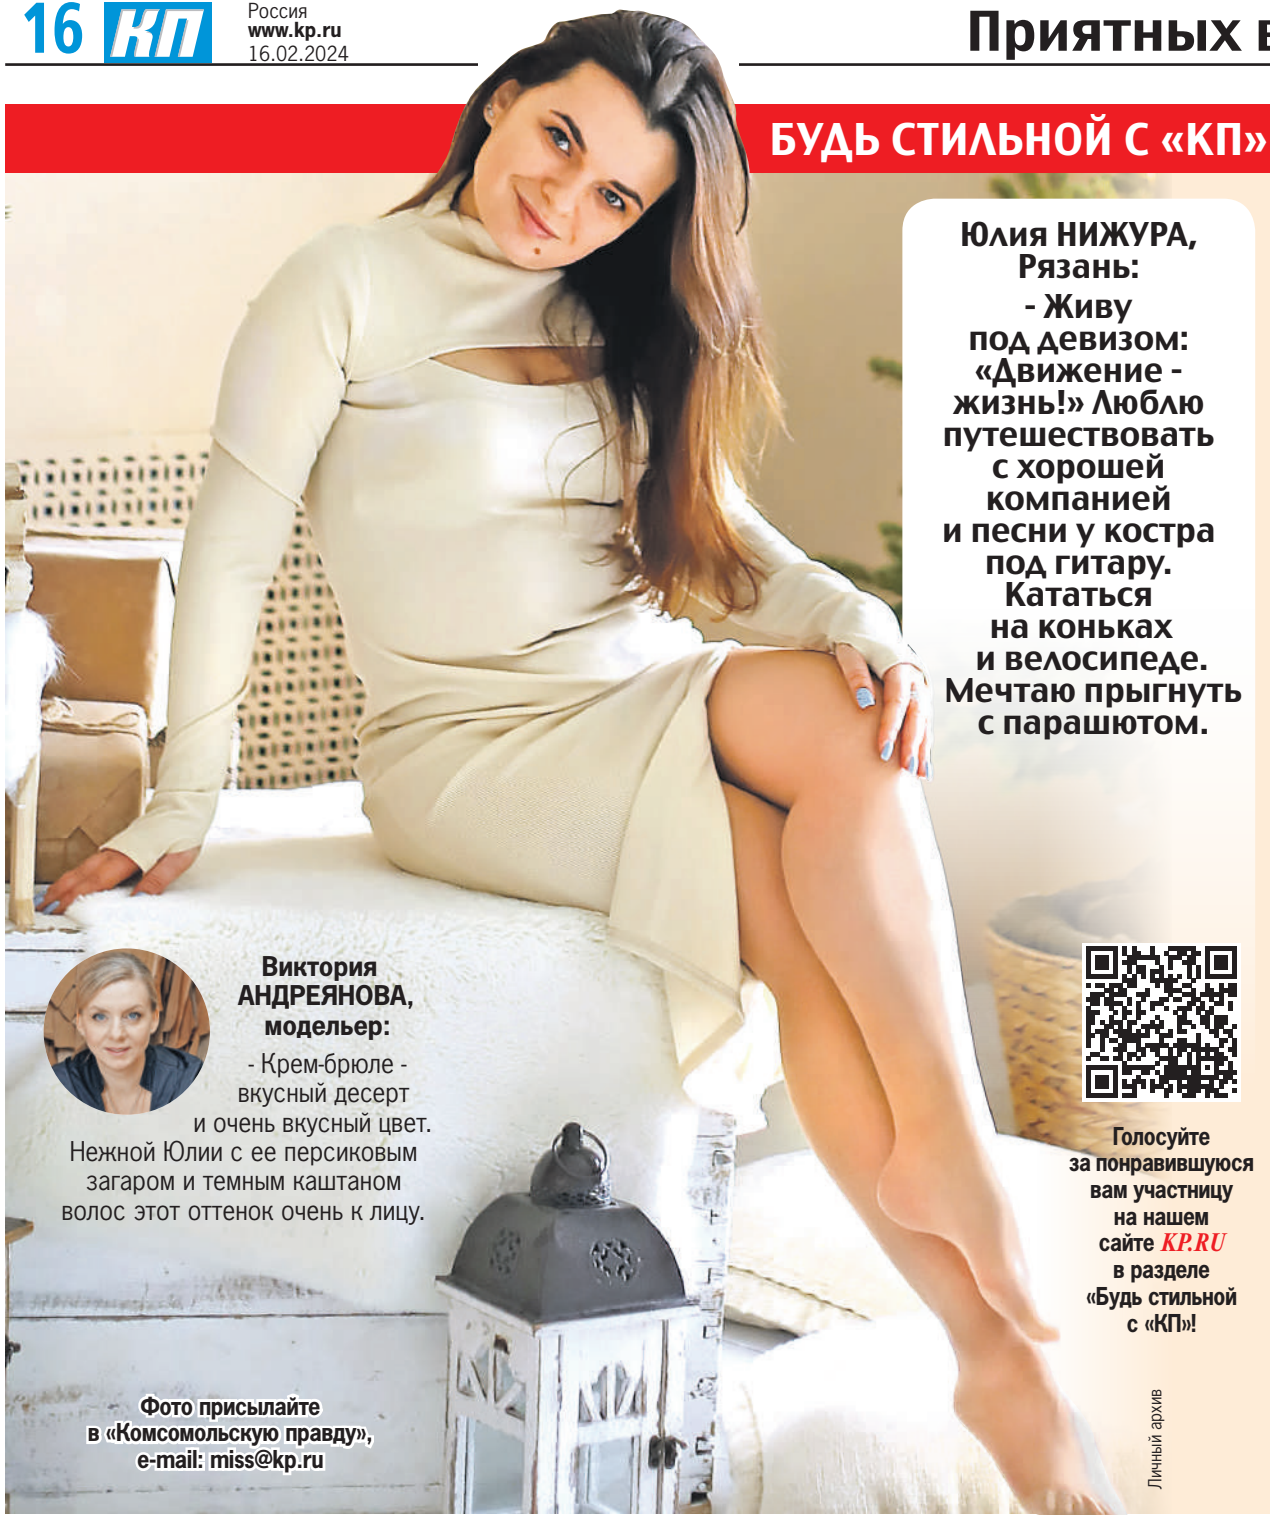 16 КП
Россия
www.kp.ru
16.02.2024
Приятных
БУДЬ СТИЛЬНОЙ С «КП»
Юлия НИЖУРА,
Рязань:
- Живу
под девизом:
«Движение -
жизнь!» Люблю
путешествовать
с хорошей
компанией
и песни у костра
под гитару.
Кататься
на коньках
и велосипеде.
Мечтаю прыгнуть
с парашютом.
Виктория
АНДРЕЯНОВА,
модельер:
- Крем-брюле -
вкусный десерт
и очень вкусный цвет.
Нежной Юлии с ее персиковым
загаром и темным каштаном
волос этот оттенок очень к лицу.
Голосуйте
за понравившуюся
вам участницу
на нашем
сайте KP.RU
в разделе
«Будь стильной
с «КП»!
Фото присылайте
в «Комсомольскую правду»,
e-mail: miss@kp.ru
Личный архив